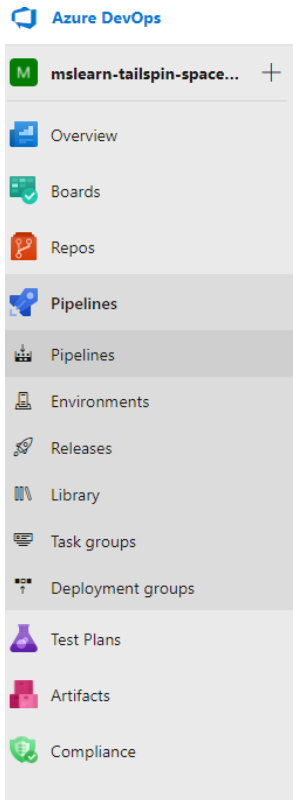 Azure DevOps
M mslearn-tailspin-space... +
Overview
Boards
Repos
Pipelines
Pipelines
Environments
Releases
Library
Task groups
Deployment groups
Test Plans
Artifacts
Compliance